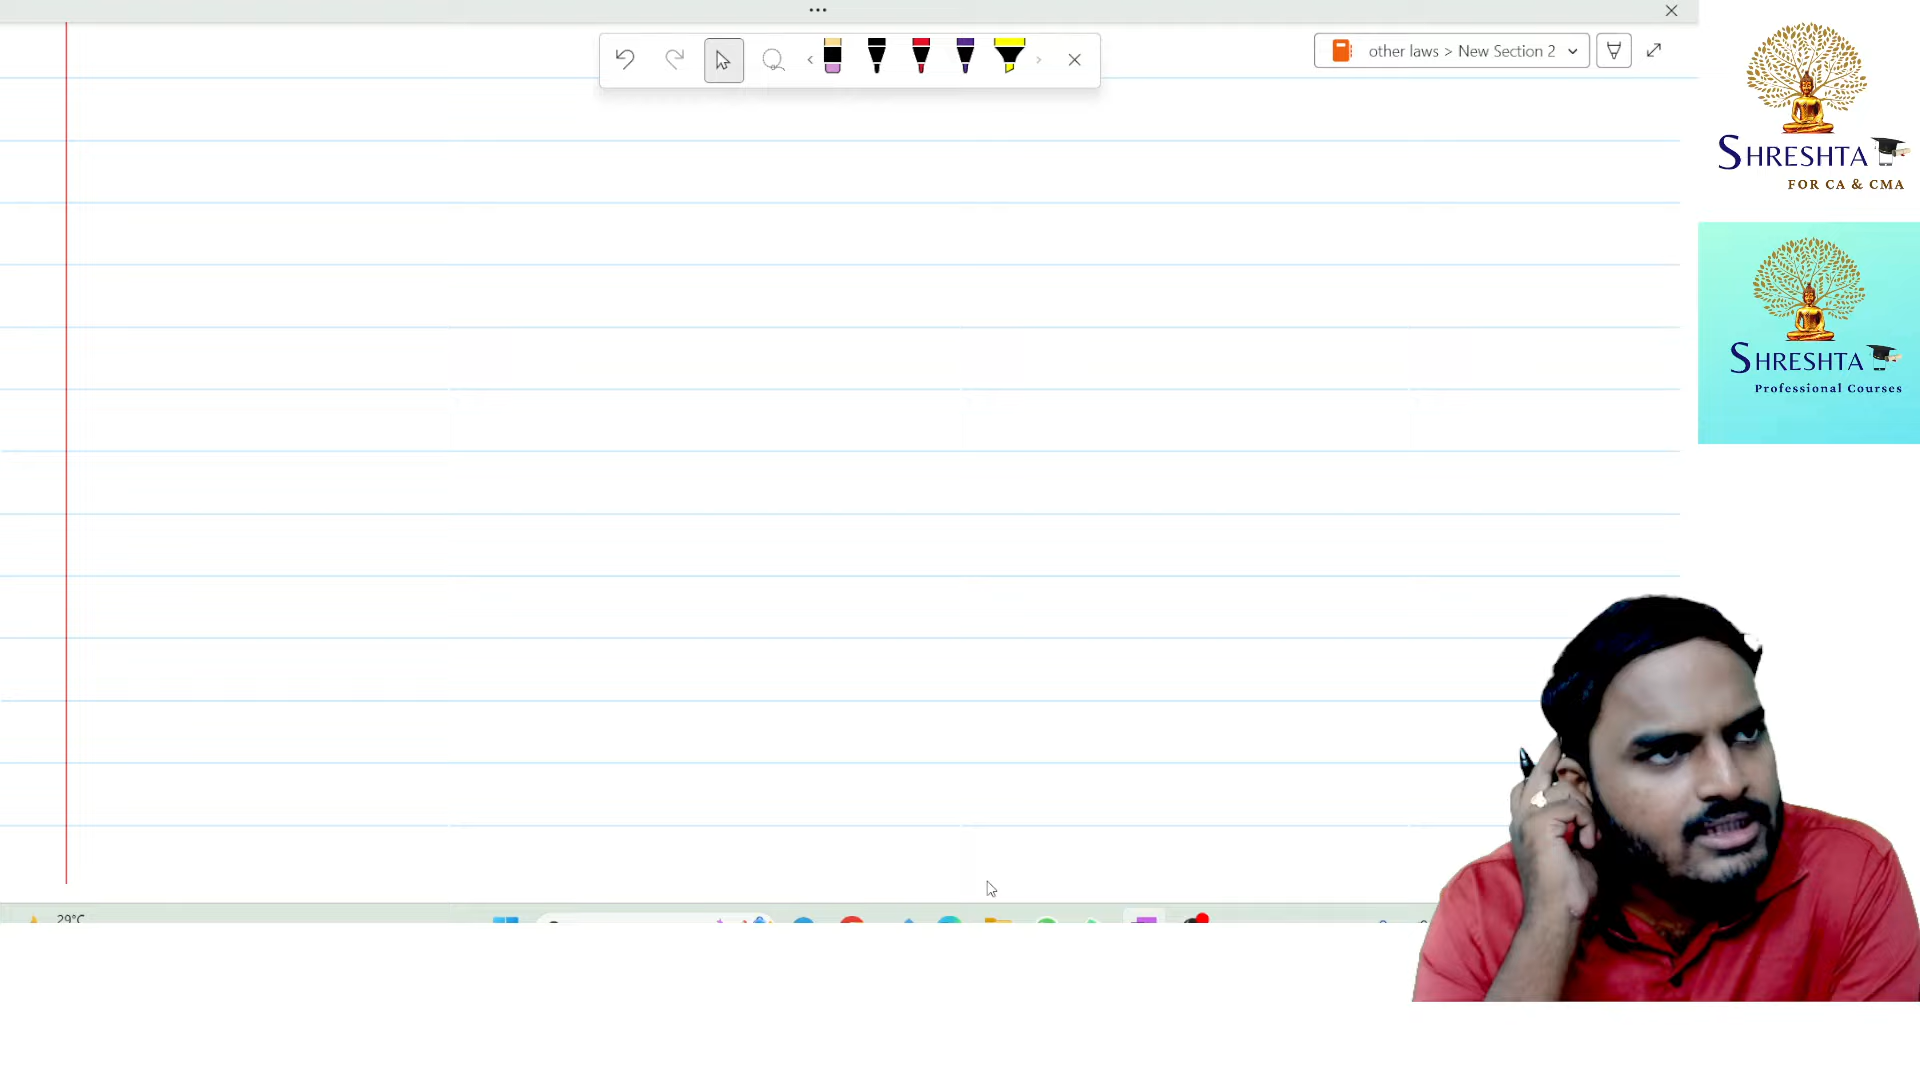 other laws > New Section 2
SHRESHTA
FOR CA & CMA
SHRESHTA
Professional Courses
29°C